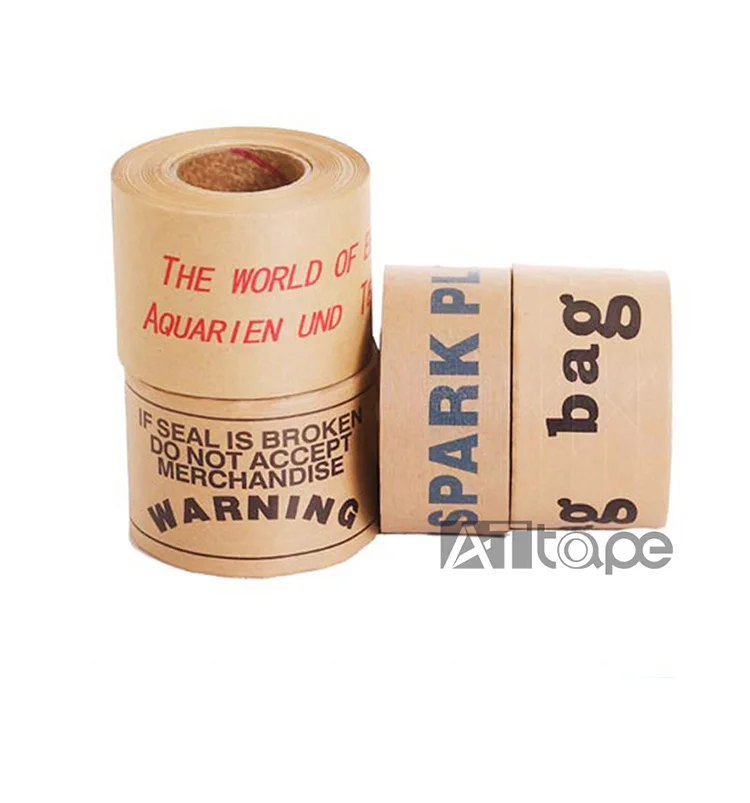 THE WORLD OF
AQUARIEN UND
IF SEAL IS BROKEN
DO NOT ACCEPT
MERCHANDISE
WARNING
SPARK PL
bag
ATtape